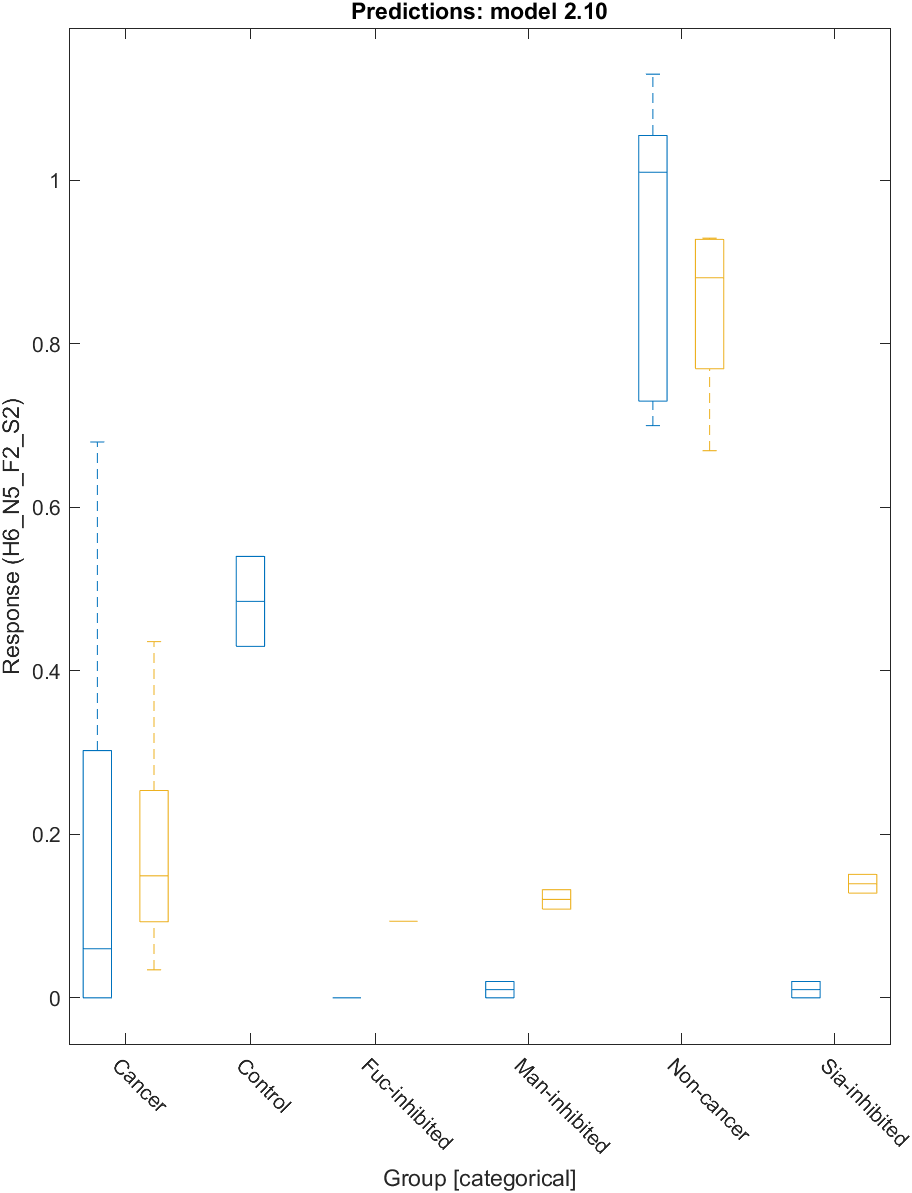 Predictions: model 2.10
Response (H6_N5_F2_S2)
1
0.8
0.6
0.4
0.2
0
Cancer
Control
Fuc-inhibited
Man-inhibited
Non-cancer
Sia-inhibited
Group [categorical]